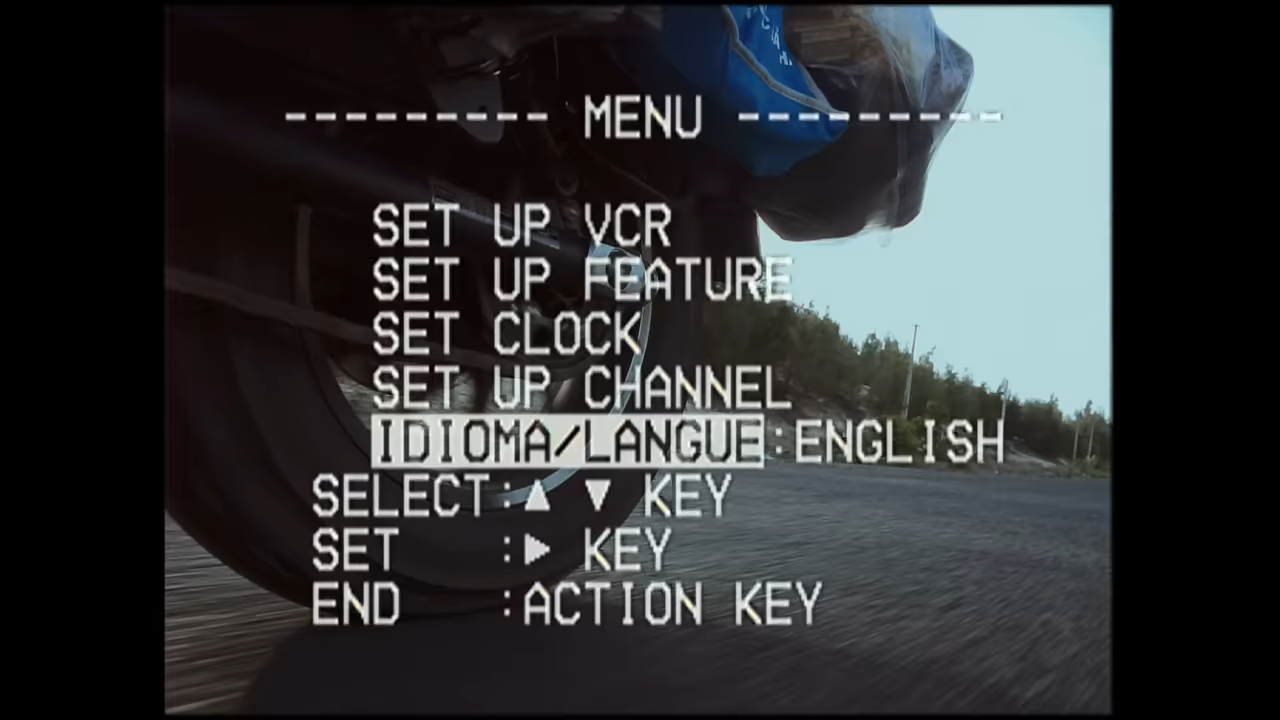 --------- MENU ---------
SET UP VCR
SET UP FEATURE
SET CLOCK
SET UP CHANNEL
IDIOMA/LANGUE:ENGLISH
SELECT:▲ ▼ KEY
SET :▶ KEY
END :ACTION KEY